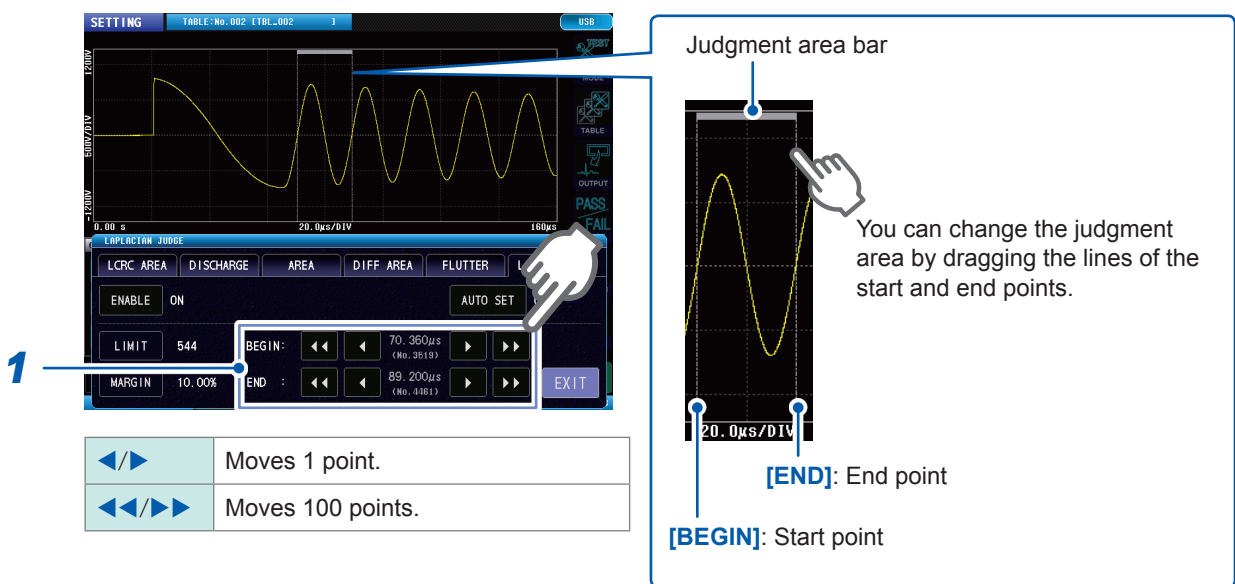 SETTING
TABLE:No.002 [TBL_002 ]
USB
1200V
500V/DIV
-1200V
TEST
MODE
TABLE
OUTPUT
PASS
FAIL
0.00 s
20.0µs/DIV
160µs
LAPLACIAN JUDGE
LCRC AREA
DISCHARGE
AREA
DIFF AREA
FLUTTER
L
ENABLE
ON
AUTO SET
LIMIT
544
BEGIN:
◀◀
◀
70.360µs
(No.3519)
▶
▶▶
1
MARGIN
10.00%
END :
◀◀
◀
89.200µs
(No.4461)
▶
▶▶
EXIT
◀/▶ Moves 1 point.
◀◀/▶▶ Moves 100 points.
Judgment area bar
You can change the judgment
area by dragging the lines of the
start and end points.
20.0µs/DIV
[END]: End point
[BEGIN]: Start point